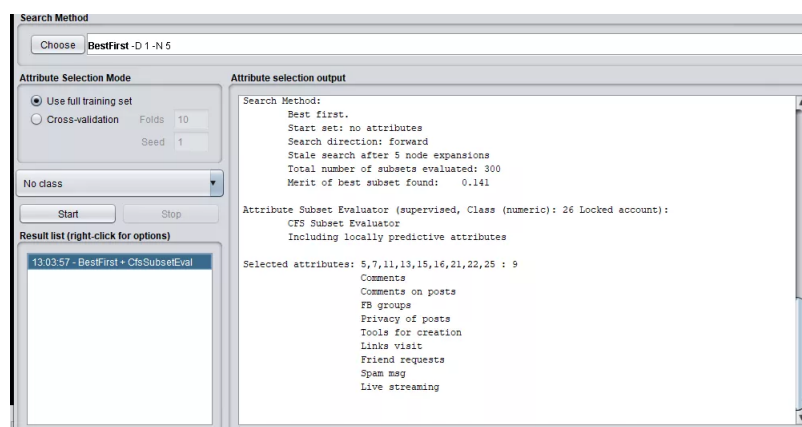 Search Method
Choose BestFirst -D 1 -N 5
Attribute Selection Mode
Use full training set
Cross-validation Folds 10
Seed 1
No class
Start Stop
Result list (right-click for options)
13:03:57 - BestFirst + CfsSubsetEval
Attribute selection output
Search Method:
Best first.
Start set: no attributes
Search direction: forward
Stale search after 5 node expansions
Total number of subsets evaluated: 300
Merit of best subset found: 0.141
Attribute Subset Evaluator (supervised, Class (numeric): 26 Locked account):
CFS Subset Evaluator
Including locally predictive attributes
Selected attributes: 5,7,11,13,15,16,21,22,25 : 9
Comments
Comments on posts
FB groups
Privacy of posts
Tools for creation
Links visit
Friend requests
Spam msg
Live streaming